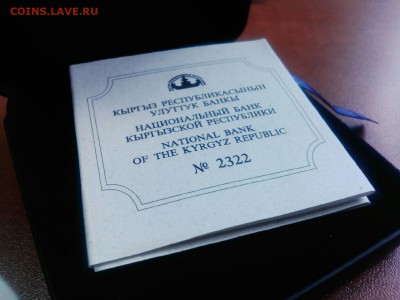 COINS.LAVE.RU
КЫРГЫЗ РЕСПУБЛИКАСЫНЫН
УЛУТТУК БАНКЫ
НАЦИОНАЛЬНЫЙ БАНК
КЫРГЫЗСКОЙ РЕСПУБЛИКИ
NATIONAL BANK
OF THE KYRGYZ REPUBLIC
№ 2322